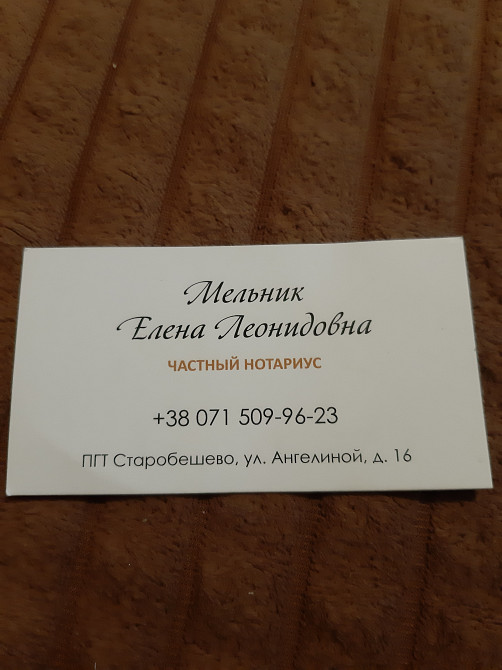 Мельник
Елена Леонидовна
ЧАСТНЫЙ НОТАРИУС
+38 071 509-96-23
ПГТ Старобешево, ул. Ангелиной, д. 16